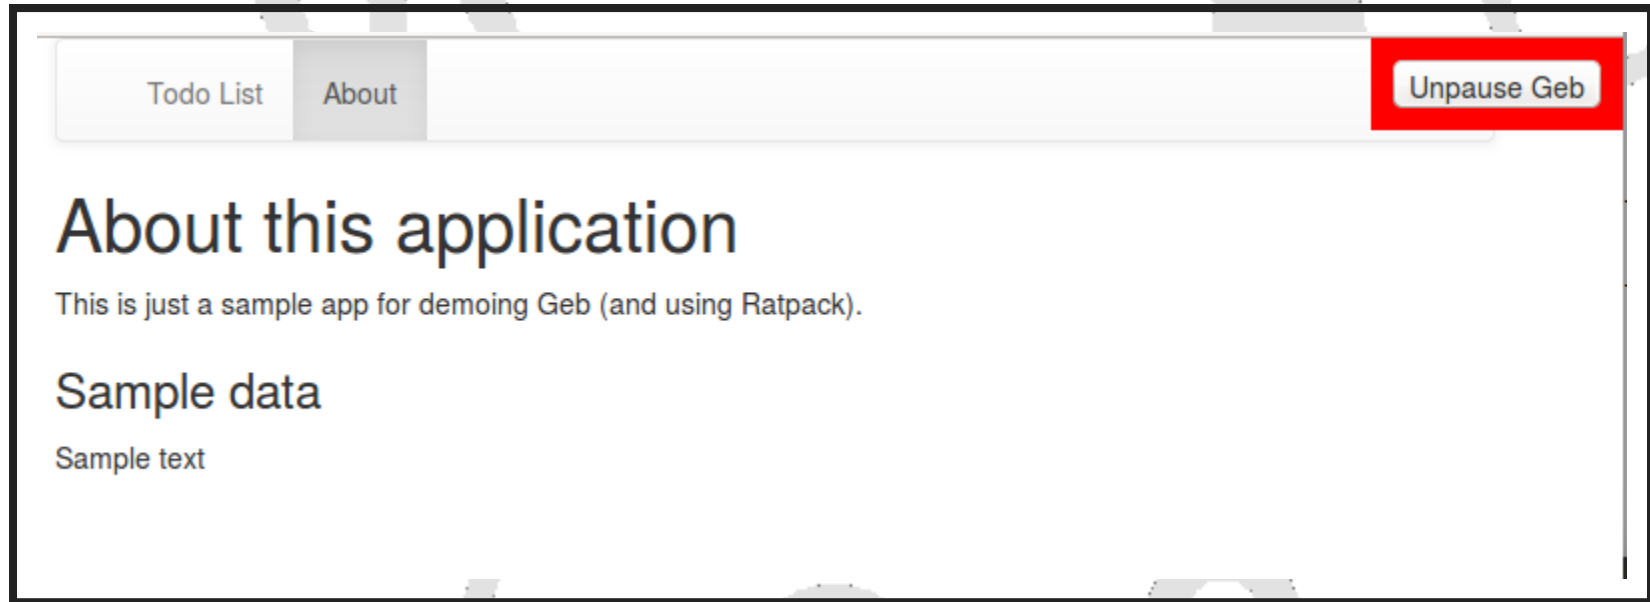 Todo List About Unpause Geb
About this application
This is just a sample app for demoing Geb (and using Ratpack).
Sample data
Sample text